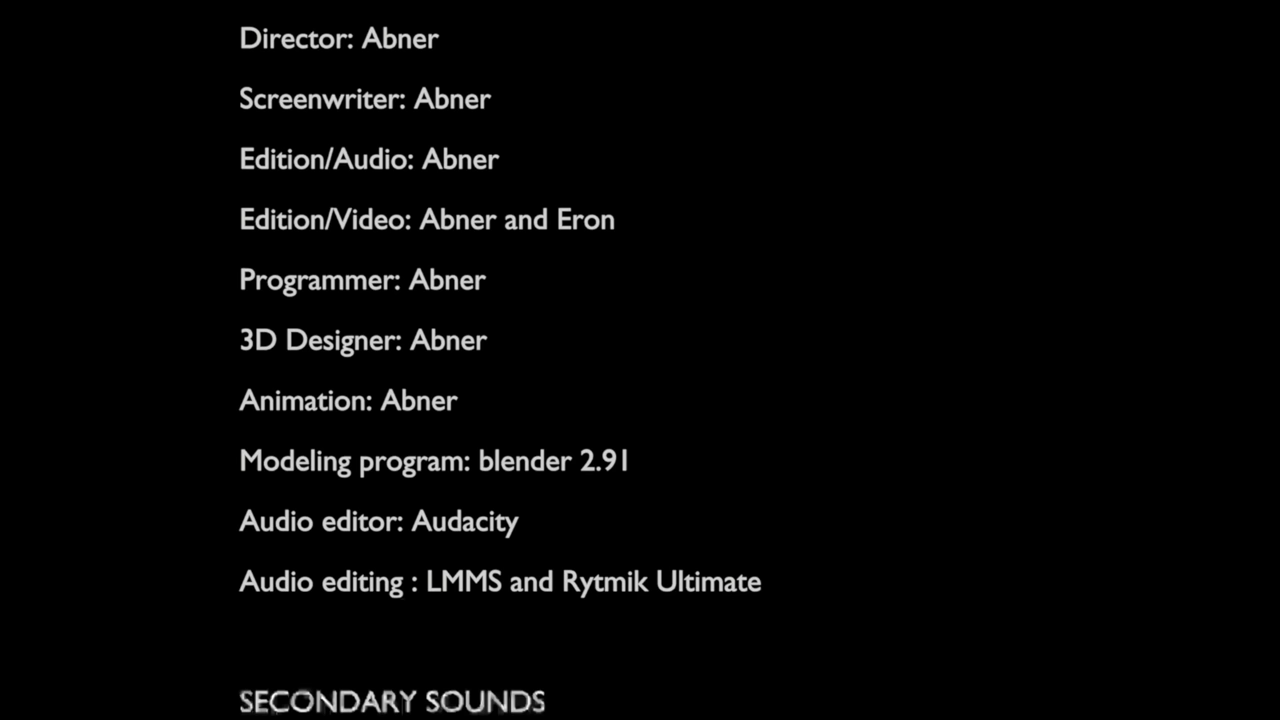 Director: Abner
Screenwriter: Abner
Edition/Audio: Abner
Edition/Video: Abner and Eron
Programmer: Abner
3D Designer: Abner
Animation: Abner
Modeling program: blender 2.91
Audio editor: Audacity
Audio editing : LMMS and Rytmik Ultimate
SECONDARY SOUNDS